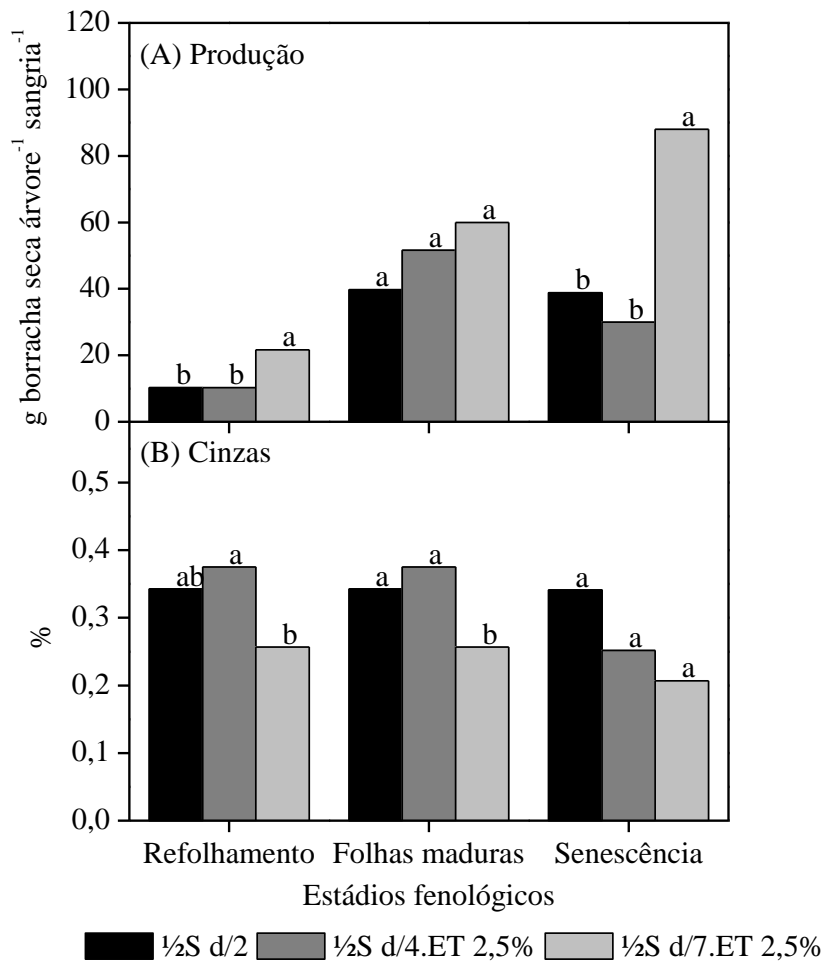 (A) Produção
g borracha seca árvore⁻¹ sangria⁻¹
120
100
80
60
40
20
0
b b a
a a a
b b a
(B) Cinzas
%
0,5
0,4
0,3
0,2
0,1
0,0
ab a b
a a b
a a a
Refolhamento Folhas maduras Senescência
Estádios fenológicos
½S d/2 ½S d/4.ET 2,5% ½S d/7.ET 2,5%